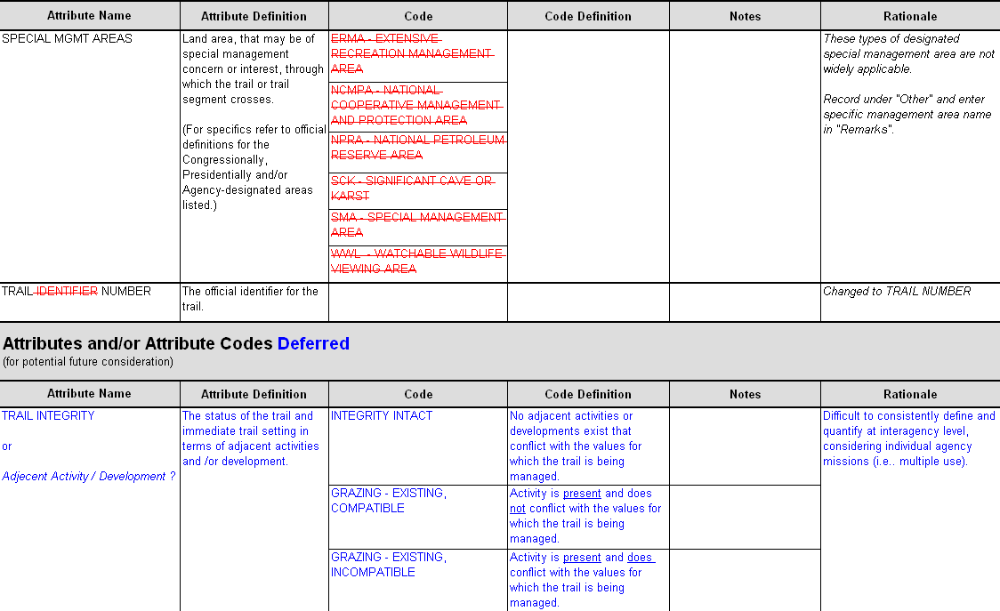 Attribute Name
Attribute Definition
Code
Code Definition
Notes
Rationale
SPECIAL MGMT AREAS
Land area, that may be of
special management
concern or interest, through
which the trail or trail
segment crosses.
(For specifics refer to official
definitions for the
Congressionally,
Presidentially and/or
Agency-designated areas
listed.)
ERMA - EXTENSIVE
RECREATION MANAGEMENT
AREA
NCMPA - NATIONAL
COOPERATIVE MANAGEMENT
AND PROTECTION AREA
NPRA - NATIONAL PETROLEUM
RESERVE AREA
SCK - SIGNIFICANT CAVE OR
KARST
SMA - SPECIAL MANAGEMENT
AREA
WWL - WATCHABLE WILDLIFE
VIEWING AREA
These types of designated
special management area are not
widely applicable.
Record under "Other" and enter
specific management area name
in "Remarks".
TRAIL IDENTIFIER NUMBER
The official identifier for the
trail.
Changed to TRAIL NUMBER
Attributes and/or Attribute Codes Deferred
(for potential future consideration)
Attribute Name
Attribute Definition
Code
Code Definition
Notes
Rationale
TRAIL INTEGRITY
or
Adjecent Activity / Development ?
The status of the trail and
immediate trail setting in
terms of adjacent activities
and /or development.
INTEGRITY INTACT
No adjacent activities or
developments exist that
conflict with the values for
which the trail is being
managed.
Difficult to consistently define and
quantify at interagency level,
considering individual agency
missions (i.e.. multiple use).
GRAZING - EXISTING,
COMPATIBLE
Activity is present and does
not conflict with the values for
which the trail is being
managed.
GRAZING - EXISTING,
INCOMPATIBLE
Activity is present and does
conflict with the values for
which the trail is being
managed.